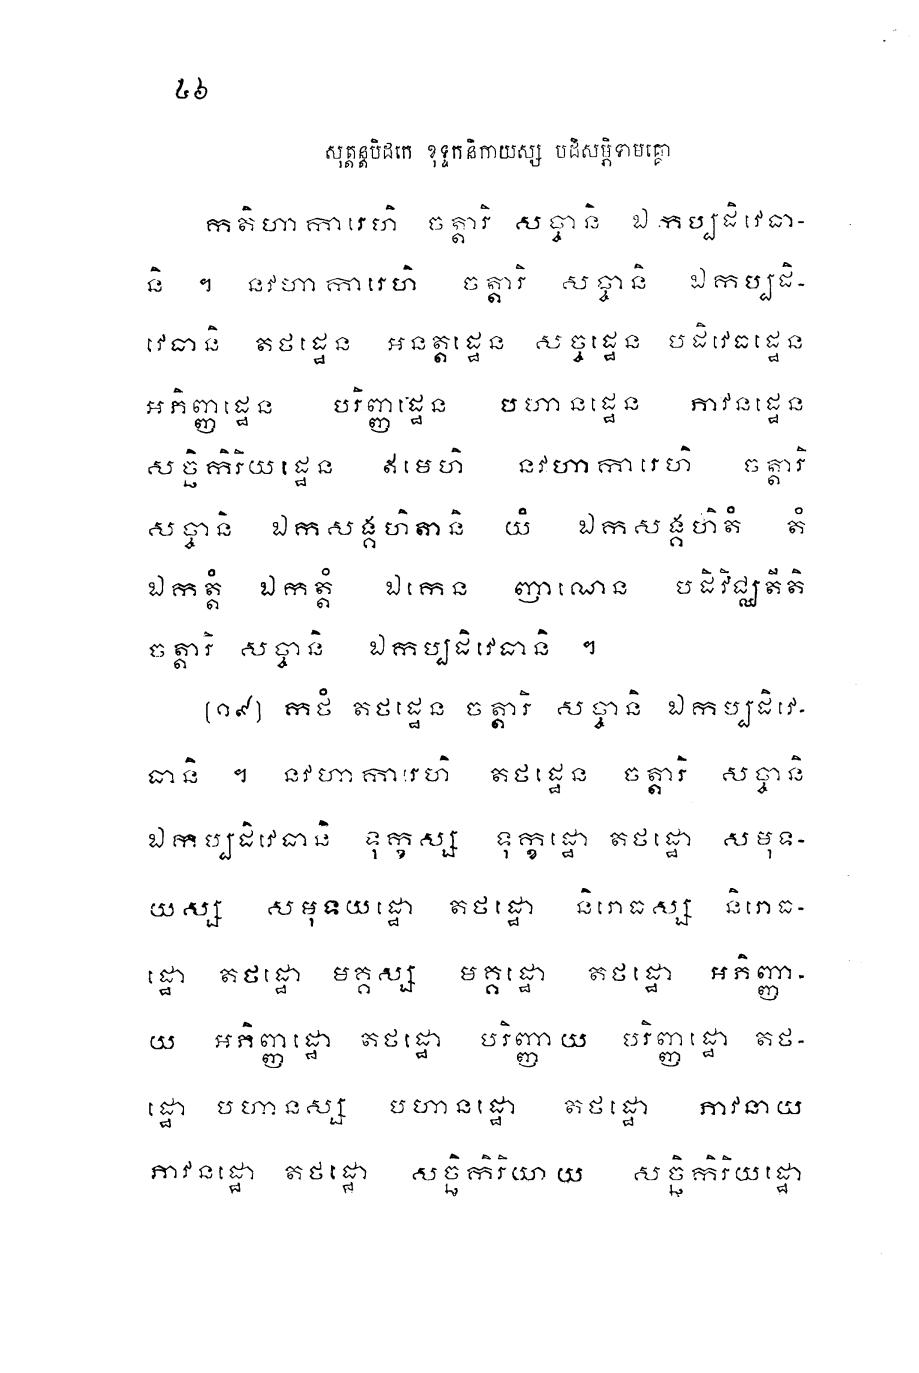 ៤៦
សុត្តន្តបិដកេ ខុទ្ទកនិកាយស្ស បដិសម្ភិទាមគ្គោ
កតិហាការេហិ ចត្តារិ សច្ចានិ ឯកប្បដិវេធា-
និ ។ នវហាការេហិ ចត្តារិ សច្ចានិ ឯកប្បដិ-
វេធានិ តថដ្ឋេន អនត្តដ្ឋេន សច្ចដ្ឋេន បដិវេធដ្ឋេន
អភិញ្ញដ្ឋេន បរិញ្ញដ្ឋេន បហានដ្ឋេន ភាវនដ្ឋេន
សច្ឆិកិរិយដ្ឋេន ឥមេហិ នវហាការេហិ ចត្តារិ
សច្ចានិ ឯកសង្គហិតានិ យំ ឯកសង្គហិតំ តំ
ឯកត្តំ ឯកត្តំ ឯកេន ញាណេន បដិវិជ្ឈតីតិ
ចត្តារិ សច្ចានិ ឯកប្បដិវេធានិ ។
(១៩) កថំ តថដ្ឋេន ចត្តារិ សច្ចានិ ឯកប្បដិវេ-
ធានិ ។ នវហាការេហិ តថដ្ឋេន ចត្តារិ សច្ចានិ
ឯកប្បដិវេធានិ ទុក្ខស្ស ទុក្ខដ្ឋោ តថដ្ឋោ សមុទ-
យស្ស សមុទយដ្ឋោ តថដ្ឋោ និរោធស្ស និរោធ-
ដ្ឋោ តថដ្ឋោ មគ្គស្ស មគ្គដ្ឋោ តថដ្ឋោ អភិញ្ញា-
យ អភិញ្ញដ្ឋោ តថដ្ឋោ បរិញ្ញាយ បរិញ្ញដ្ឋោ តថ-
ដ្ឋោ បហានស្ស បហានដ្ឋោ តថដ្ឋោ ភាវនាយ
ភាវនដ្ឋោ តថដ្ឋោ សច្ឆិកិរិយាយ សច្ឆិកិរិយដ្ឋោ